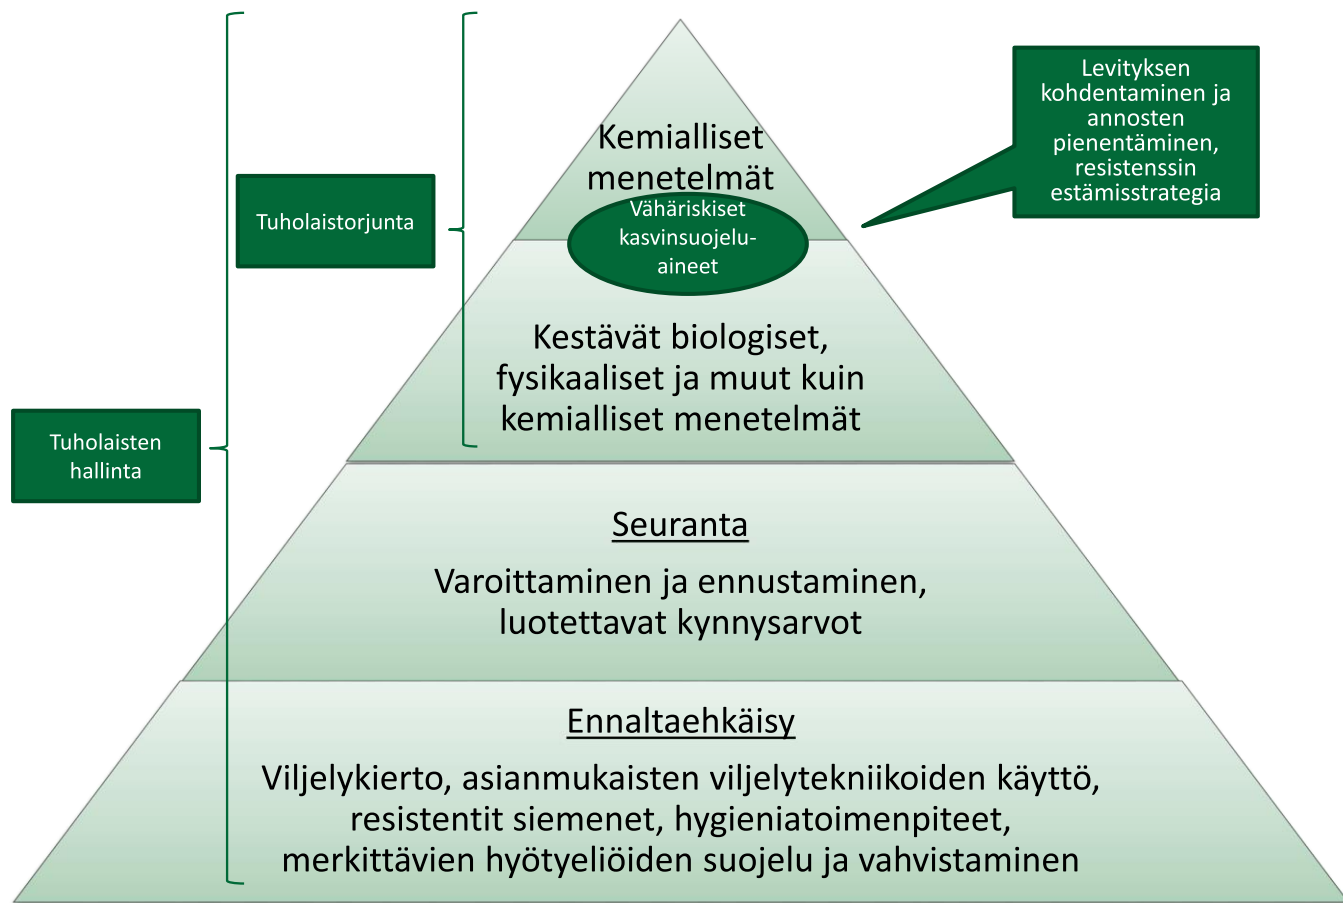 Levityksen
kohdentaminen ja
annosten
pienentäminen,
resistenssin
estämisstrategia
Kemialliset
menetelmät
Vähäriskiset
kasvinsuojelu-
aineet
Tuholaistorjunta
Kestävät biologiset,
fysikaaliset ja muut kuin
kemialliset menetelmät
Tuholaisten
hallinta
Seuranta
Varoittaminen ja ennustaminen,
luotettavat kynnysarvot
Ennaltaehkäisy
Viljelykierto, asianmukaisten viljelytekniikoiden käyttö,
resistentit siemenet, hygieniatoimenpiteet,
merkittävien hyötyeliöiden suojelu ja vahvistaminen